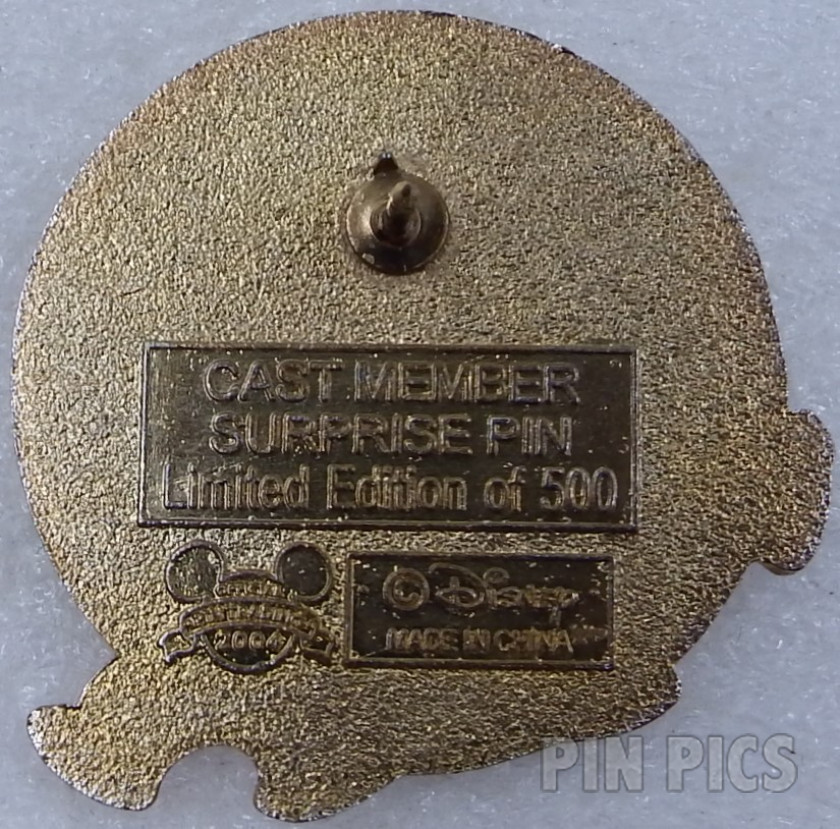 CAST MEMBER
SURPRISE PIN
Limited Edition of 500
2004
© Disney
MADE IN CHINA
PIN PICS